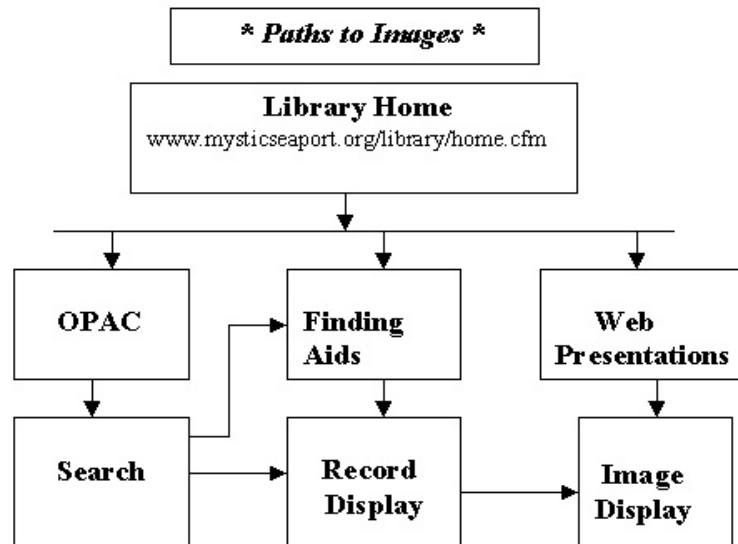 * Paths to Images *
Library Home
www.mysticseaport.org/library/home.cfm
OPAC
Finding
Aids
Web
Presentations
Search
Record
Display
Image
Display